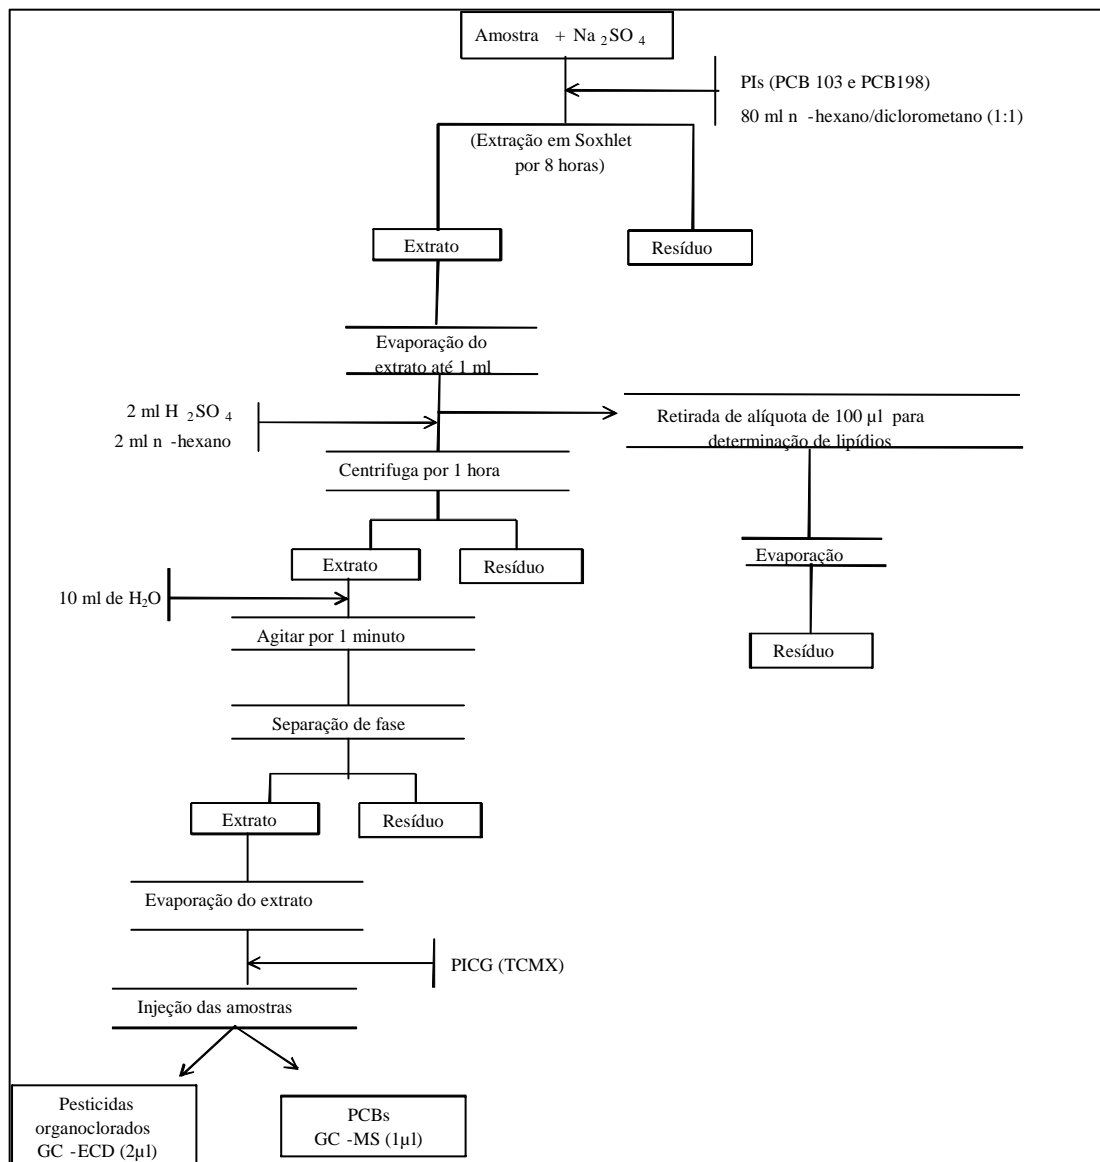 Amostra + Na2SO4
PIs (PCB 103 e PCB198)
80 ml n -hexano/diclorometano (1:1)
(Extração em Soxhlet
por 8 horas)
Extrato
Resíduo
Evaporação do
extrato até 1 ml
2 ml H2SO4
2 ml n -hexano
Retirada de alíquota de 100 µl para
determinação de lipídios
Centrifuga por 1 hora
Extrato
Resíduo
Evaporação
10 ml de H2O
Agitar por 1 minuto
Resíduo
Separação de fase
Extrato
Resíduo
Evaporação do extrato
PICG (TCMX)
Injeção das amostras
Pesticidas
organoclorados
GC -ECD (2µl)
PCBs
GC -MS (1µl)